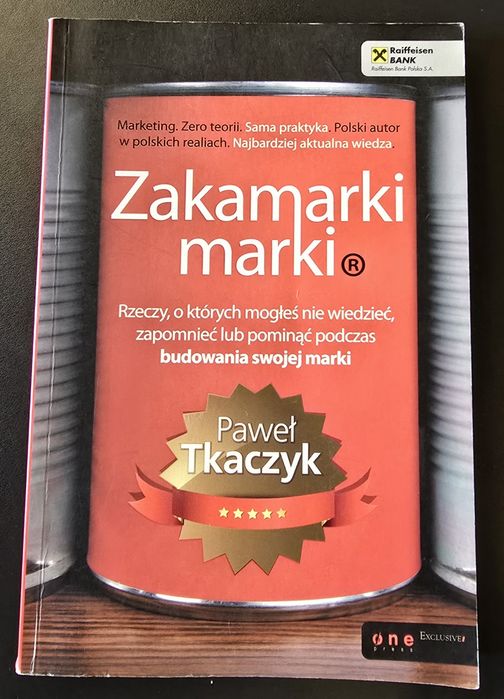 Raiffeisen
BANK
Raiffeisen Bank Polska S.A.
Marketing. Zero teorii. Sama praktyka. Polski autor
w polskich realiach. Najbardziej aktualna wiedza.
Zakamarki
marki®
Rzeczy, o których mogłeś nie wiedzieć,
zapomnieć lub pominąć podczas
budowania swojej marki
Paweł
Tkaczyk
one
press
EXCLUSIVE!